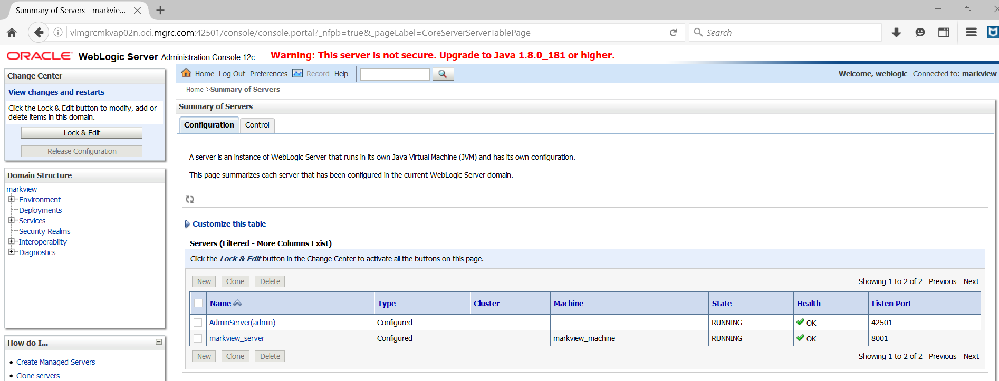 Summary of Servers - markvie...
vlmgrcmkvap02n.oci.mgrc.com:42501/console/console.portal?_nfpb=true&_pageLabel=CoreServerServerTablePage
Search
ORACLE WebLogic Server Administration Console 12c
Warning: This server is not secure. Upgrade to Java 1.8.0_181 or higher.
Change Center
View changes and restarts
Click the Lock & Edit button to modify, add or
delete items in this domain.
Lock & Edit
Release Configuration
Domain Structure
markview
Environment
Deployments
Services
Security Realms
Interoperability
Diagnostics
How do I...
Create Managed Servers
Clone servers
Home Log Out Preferences Record Help
Welcome, weblogic Connected to: markview
Home >Summary of Servers
Summary of Servers
Configuration Control
A server is an instance of WebLogic Server that runs in its own Java Virtual Machine (JVM) and has its own configuration.
This page summarizes each server that has been configured in the current WebLogic Server domain.
Customize this table
Servers (Filtered - More Columns Exist)
Click the Lock & Edit button in the Change Center to activate all the buttons on this page.
New Clone Delete Showing 1 to 2 of 2 Previous | Next
Name Type Cluster Machine State Health Listen Port
AdminServer(admin) Configured RUNNING OK 42501
markview_server Configured markview_machine RUNNING OK 8001
New Clone Delete Showing 1 to 2 of 2 Previous | Next